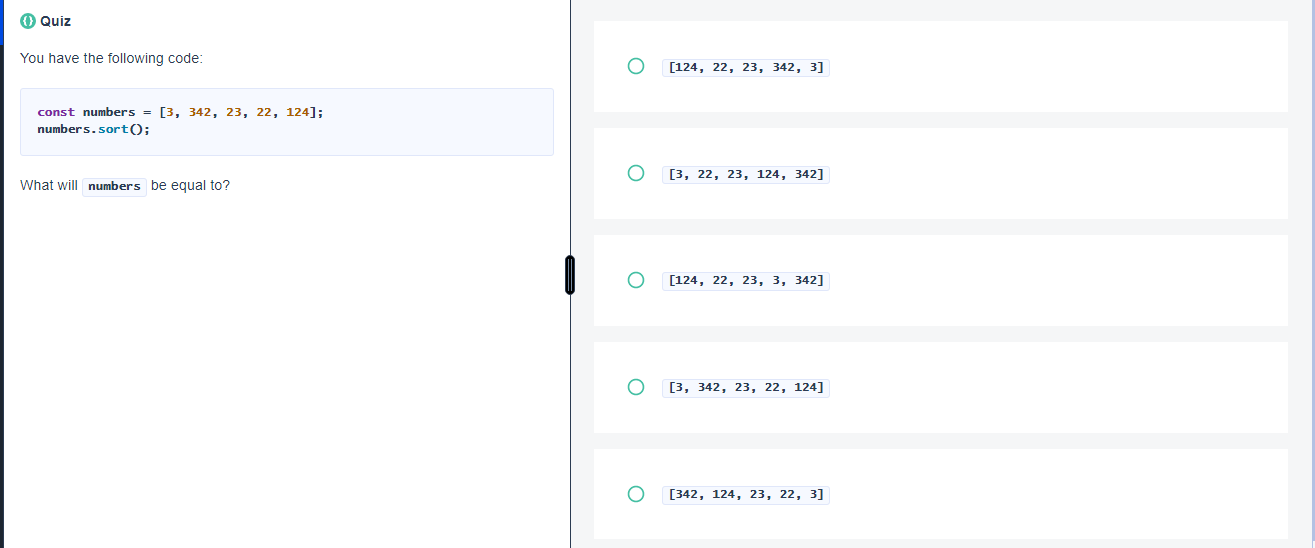 Quiz
You have the following code:
const numbers = [3, 342, 23, 22, 124];
numbers.sort();
What will numbers be equal to?
[124, 22, 23, 342, 3]
[3, 22, 23, 124, 342]
[124, 22, 23, 3, 342]
[3, 342, 23, 22, 124]
[342, 124, 23, 22, 3]